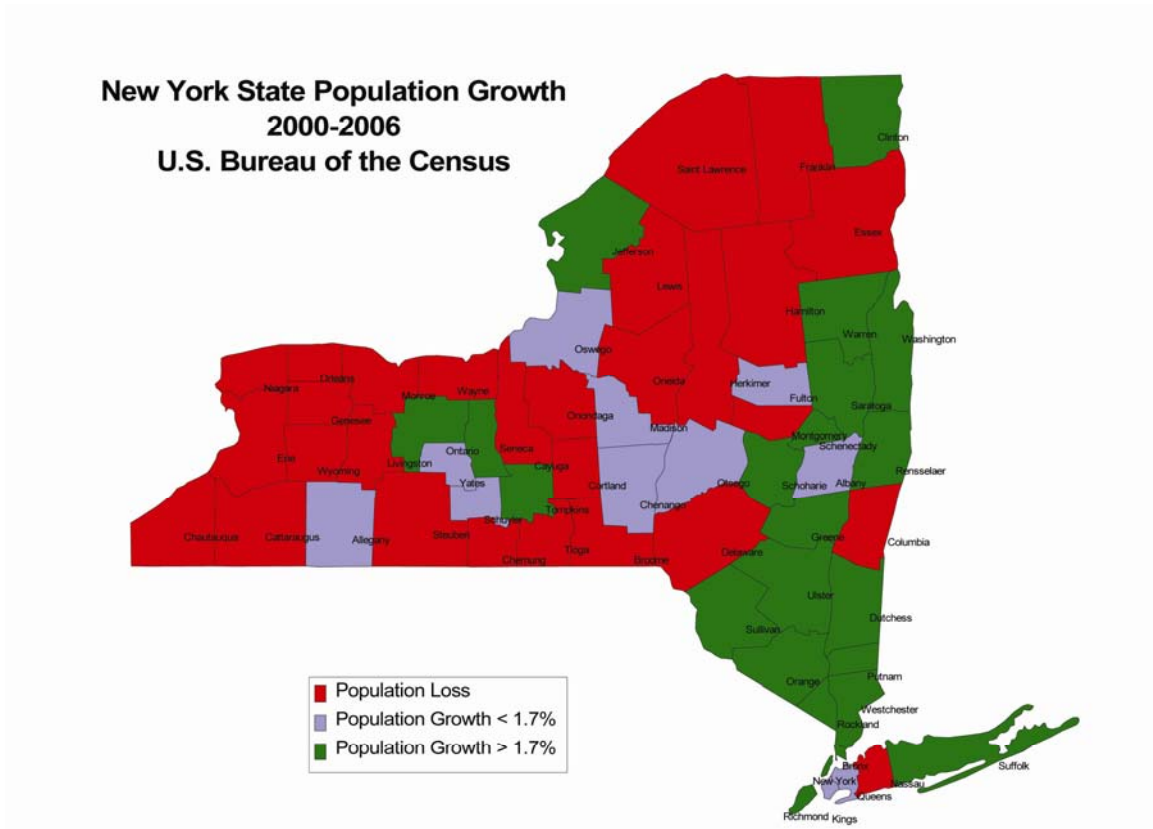 New York State Population Growth
2000-2006
U.S. Bureau of the Census
Clinton
Saint Lawrence
Franklin
Essex
Jefferson
Lewis
Hamilton
Warren
Washington
Oswego
Oneida
Herkimer
Fulton
Saratoga
Niagara
Orleans
Monroe
Wayne
Genesee
Onondaga
Madison
Montgomery
Schenectady
Erie
Wyoming
Livingston
Ontario
Seneca
Cayuga
Yates
Cortland
Otsego
Schoharie
Albany
Rensselaer
Chenango
Schuyler
Tompkins
Chautauqua
Cattaraugus
Allegany
Steuben
Chemung
Tioga
Broome
Delaware
Greene
Columbia
Ulster
Dutchess
Sullivan
Orange
Putnam
Westchester
Rockland
Population Loss
Population Growth < 1.7%
Population Growth > 1.7%
Bronx
New York
Nassau
Suffolk
Queens
Richmond
Kings